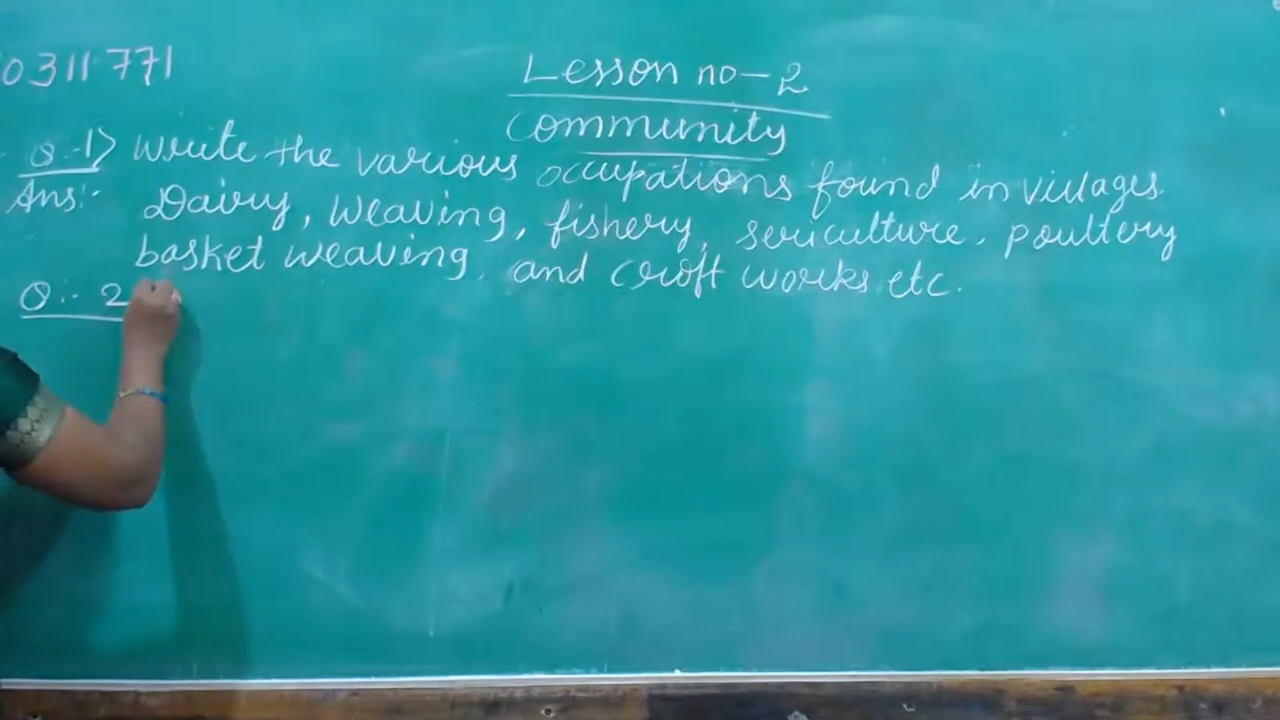 0311771
Lesson no-2
Community
Q-1> Write the various occupations found in villages.
Ans:- Dairy, Weaving, fishery, sericulture, poultery
basket weaving, and croft works etc.
Q:- 2